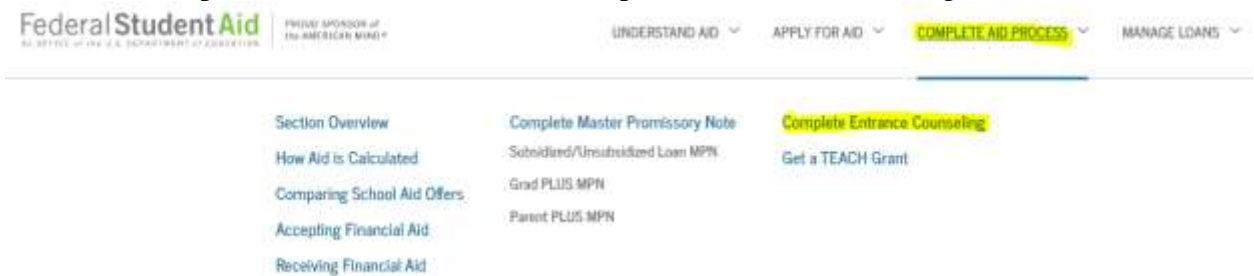 Federal Student Aid
AN OFFICE of the U.S. DEPARTMENT of EDUCATION
PROUD SPONSOR of
the AMERICAN MIND®
UNDERSTAND AID
APPLY FOR AID
COMPLETE AID PROCESS
MANAGE LOANS
Section Overview
How Aid is Calculated
Comparing School Aid Offers
Accepting Financial Aid
Receiving Financial Aid
Complete Master Promissory Note
Subsidized/Unsubsidized Loan MPN
Grad PLUS MPN
Parent PLUS MPN
Complete Entrance Counseling
Get a TEACH Grant